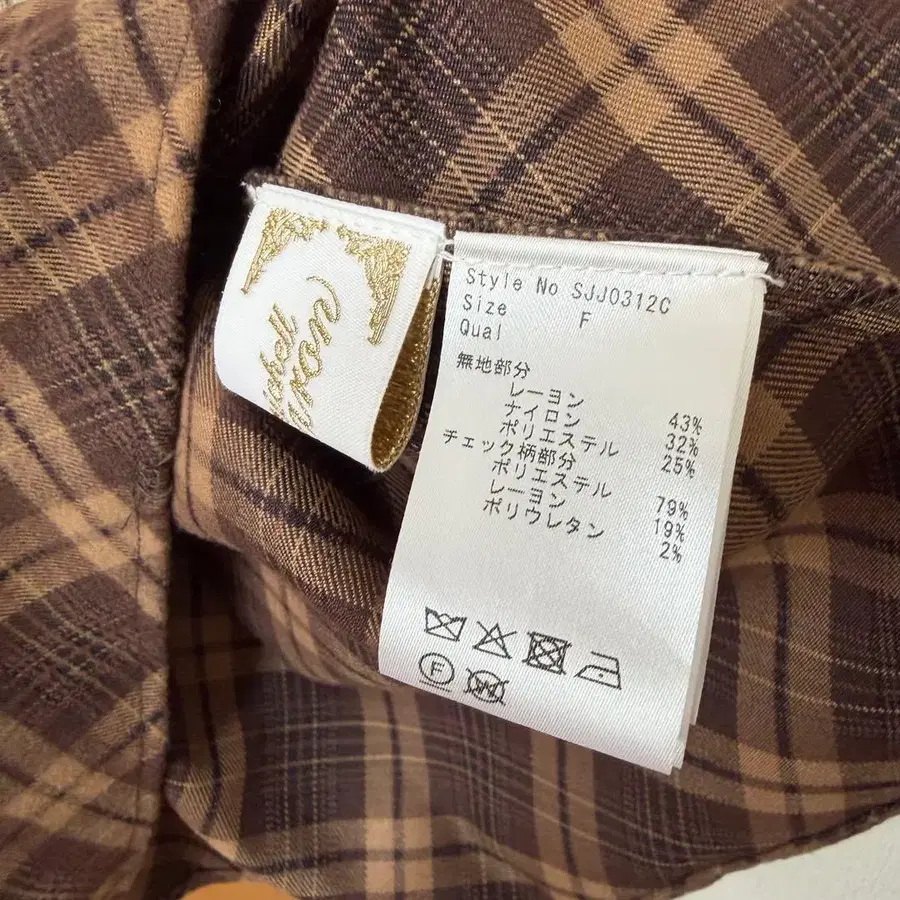 Style No SJJ0312C
Size F
Qual
無地部分
レーヨン 43%
ナイロン 32%
ポリエステル 25%
チェック柄部分
ポリエステル 79%
レーヨン 19%
ポリウレタン 2%
F
W